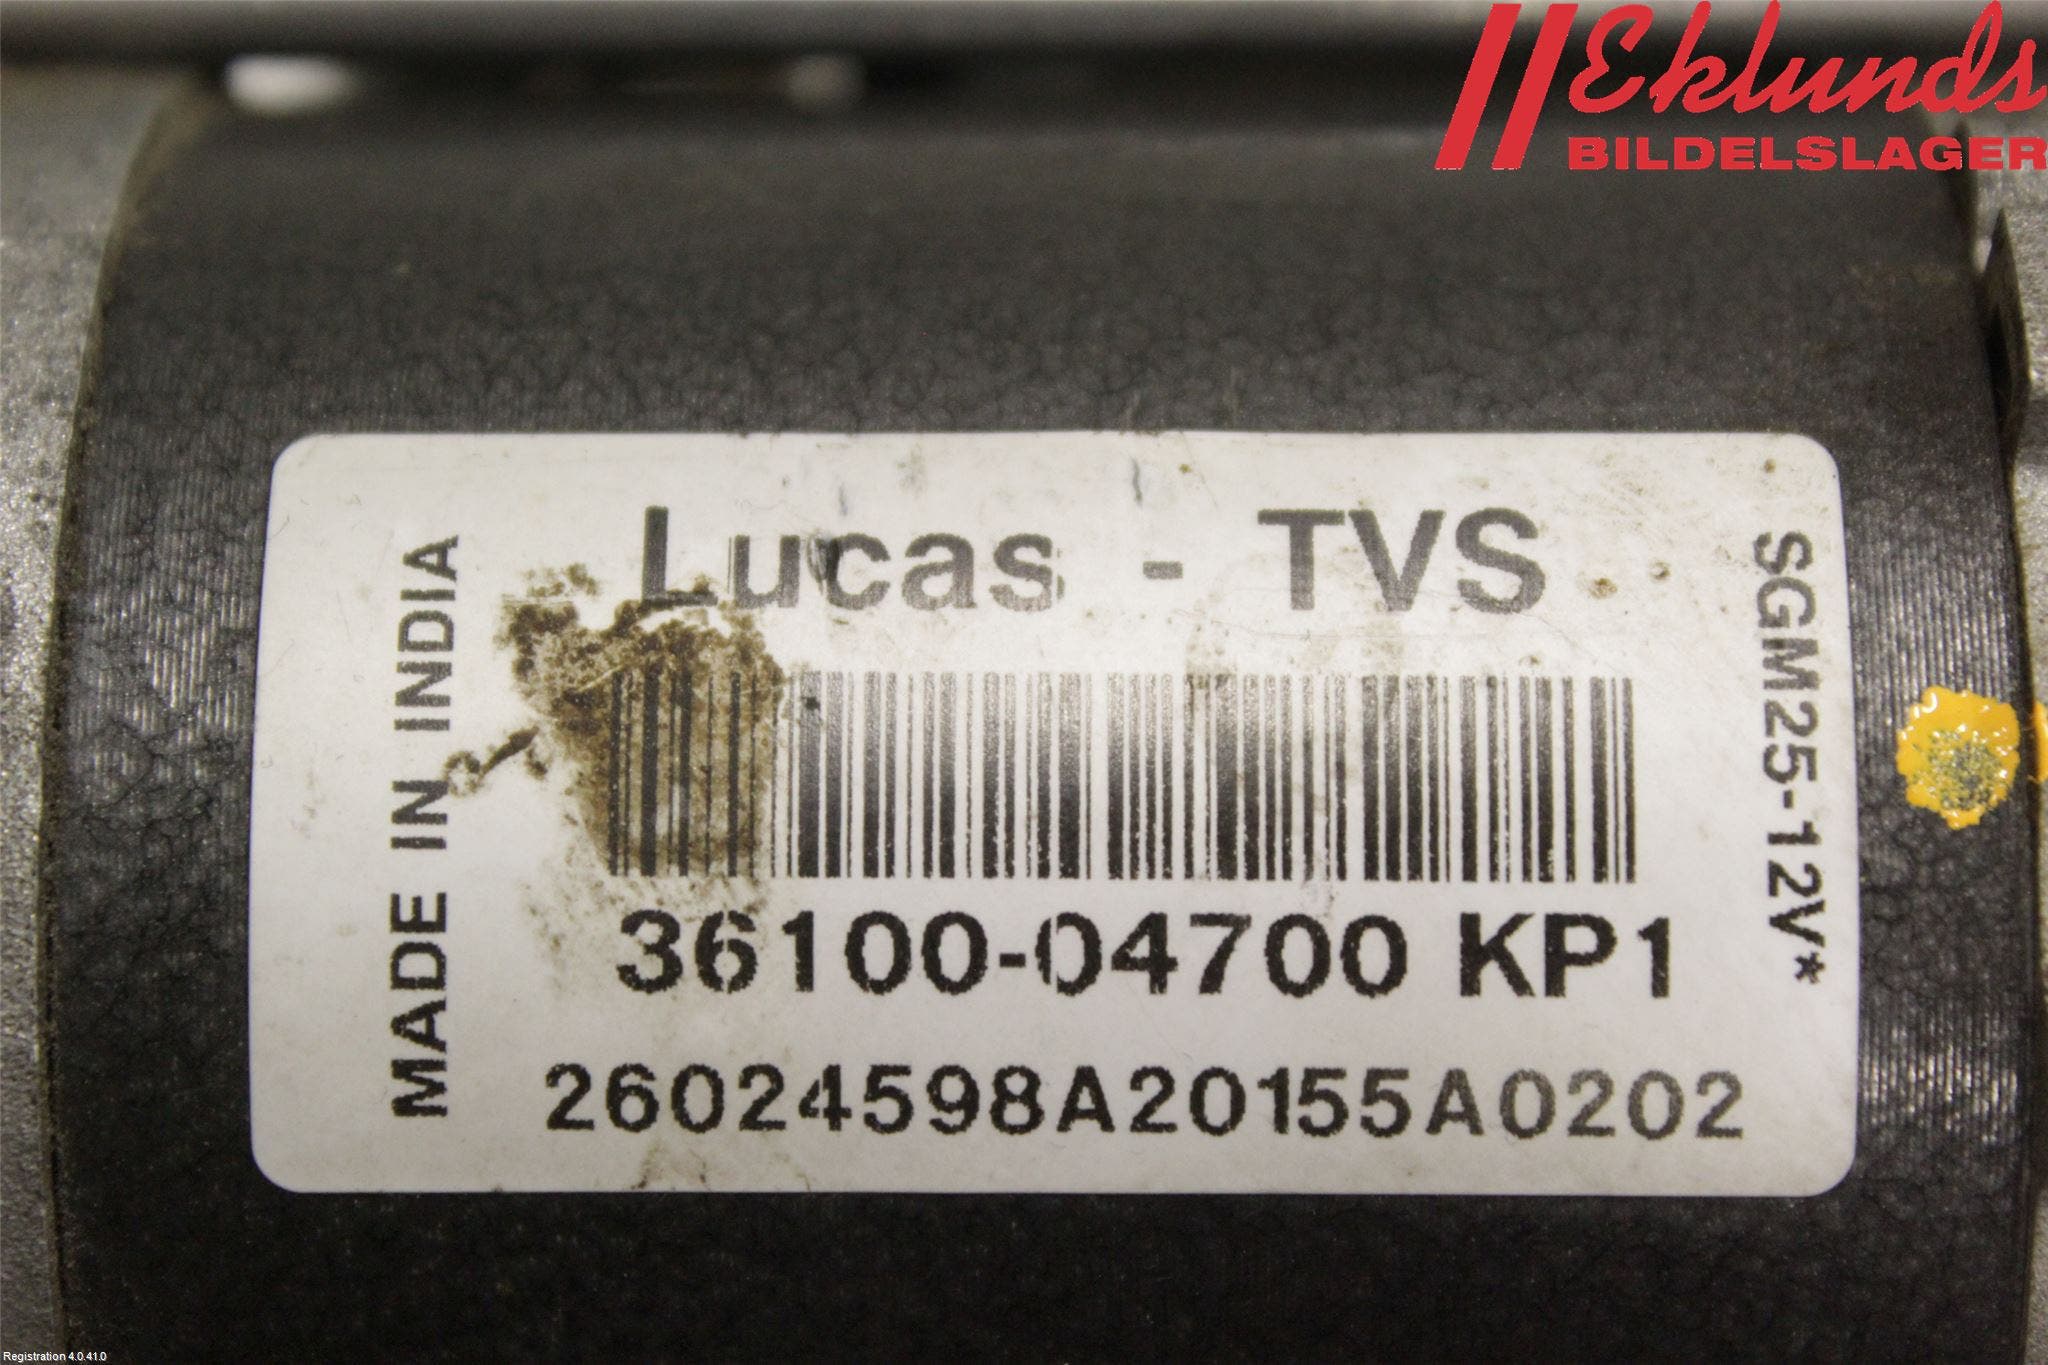 Eklunds
BILDELSLAGER
Lucas - TVS
MADE IN INDIA
SGM25-12V*
36100-04700 KP1
26024598A20155A0202
Registration 4.0.41.0